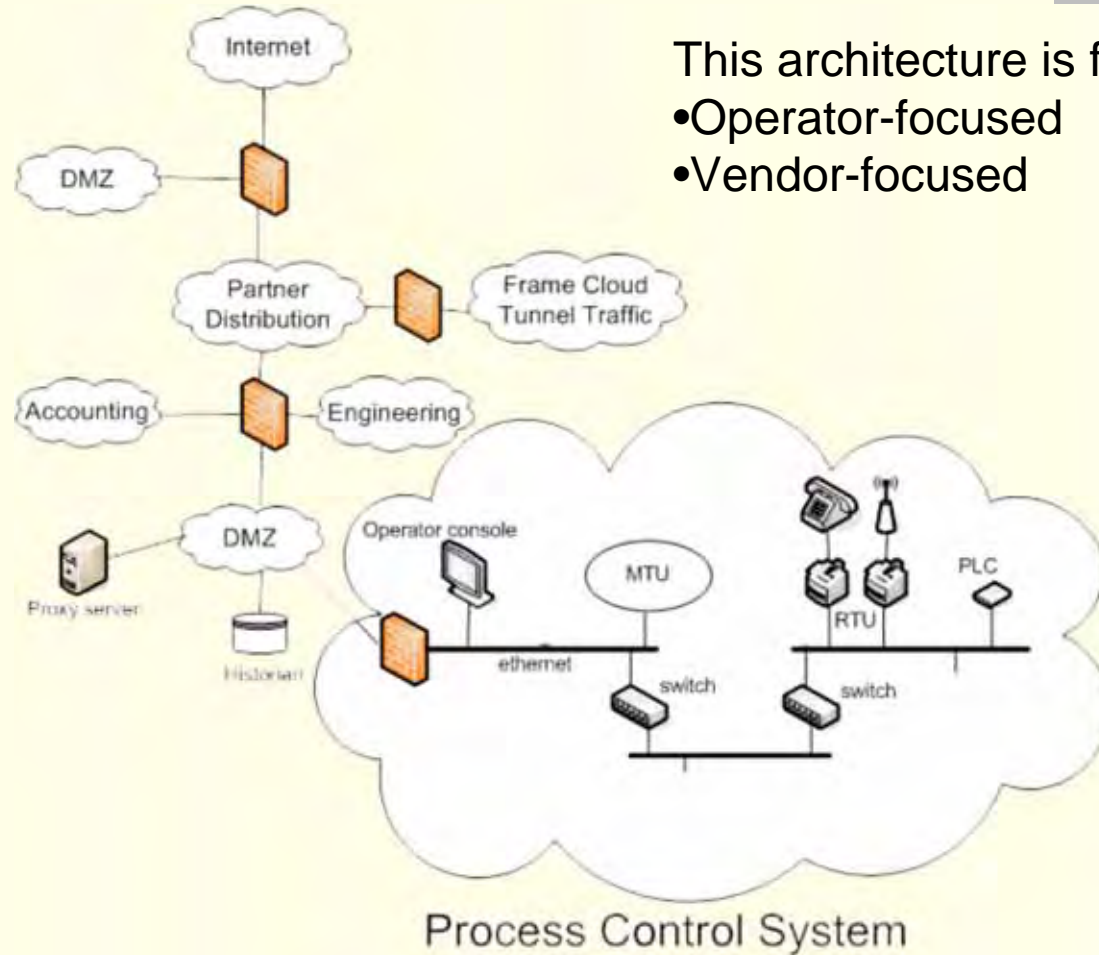 Internet
This architecture is f
•Operator-focused
•Vendor-focused
DMZ
Partner
Distribution
Frame Cloud
Tunnel Traffic
Accounting
Engineering
DMZ
Proxy server
Historian
Operator console
MTU
RTU
PLC
ethernet
switch
switch
Process Control System